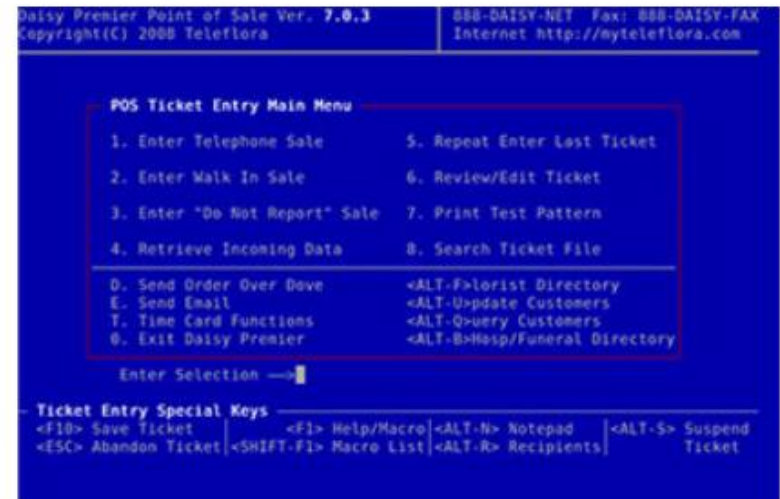 Daisy Premier Point of Sale Ver. 7.0.3 888-DAISY-NET Fax: 888-DAISY-FAX
Copyright(C) 2008 Teleflora Internet http://myteleflora.com
POS Ticket Entry Main Menu
1. Enter Telephone Sale 5. Repeat Enter Last Ticket
2. Enter Walk In Sale 6. Review/Edit Ticket
3. Enter "Do Not Report" Sale 7. Print Test Pattern
4. Retrieve Incoming Data 8. Search Ticket File
D. Send Order Over Dove <ALT-F>lorist Directory
E. Send Email <ALT-U>pdate Customers
T. Time Card Functions <ALT-Q>uery Customers
0. Exit Daisy Premier <ALT-B>Hosp/Funeral Directory
Enter Selection —>
Ticket Entry Special Keys
<F10> Save Ticket <F1> Help/Macro <ALT-N> Notepad <ALT-S> Suspend
<ESC> Abandon Ticket <SHIFT-F1> Macro List <ALT-R> Recipients Ticket